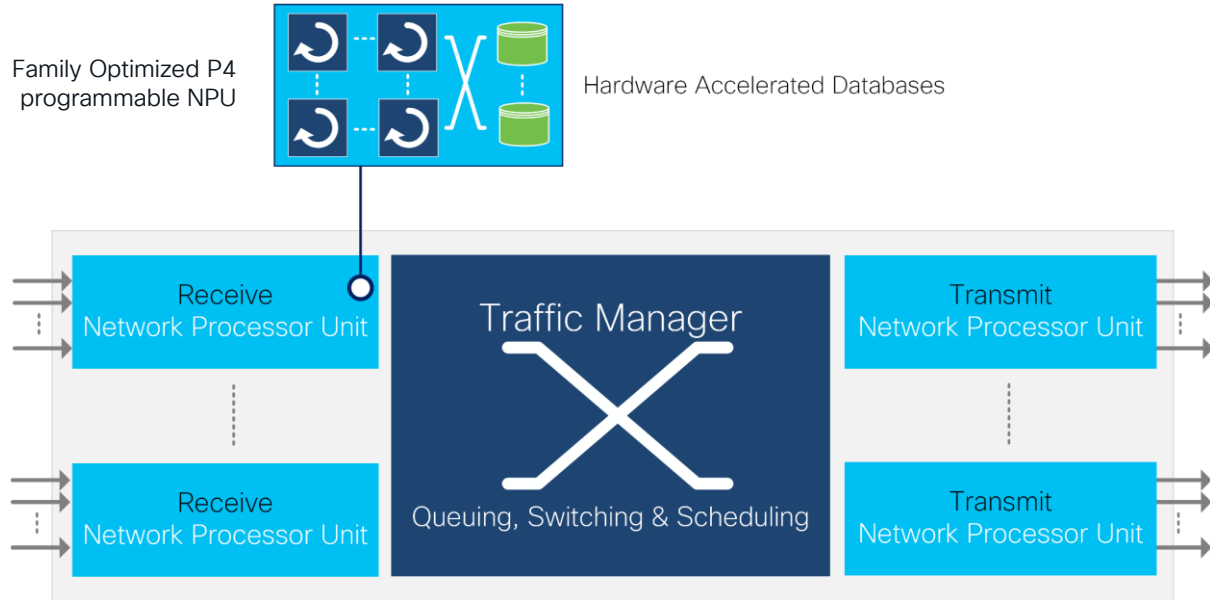 Family Optimized P4
programmable NPU
Hardware Accelerated Databases
Receive
Network Processor Unit
Traffic Manager
Transmit
Network Processor Unit
Receive
Network Processor Unit
Queuing, Switching & Scheduling
Transmit
Network Processor Unit